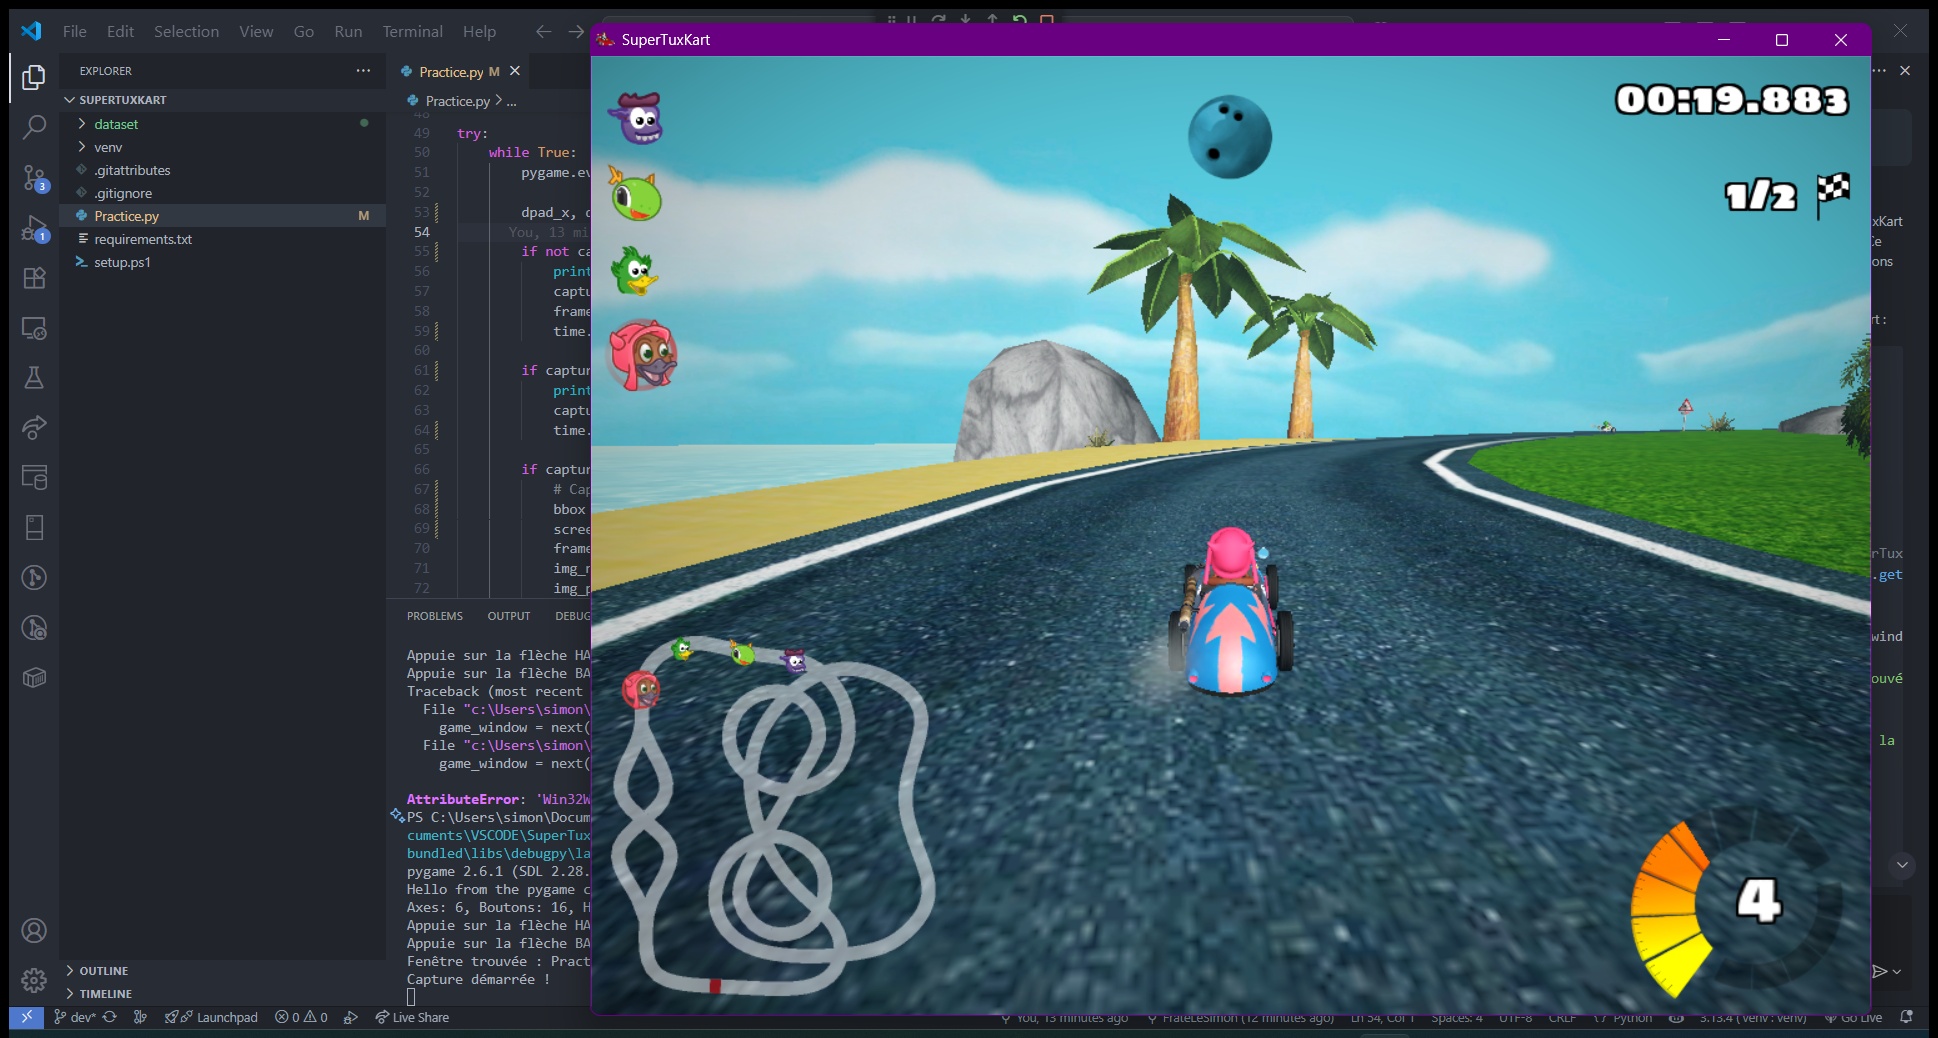 File Edit Selection View Go Run Terminal Help
SuperTuxKart
EXPLORER
SUPERTUXKART
dataset
venv
.gitattributes
.gitignore
Practice.py M
requirements.txt
setup.ps1
OUTLINE
TIMELINE
Practice.py M
Practice.py > ...
48
49 try:
50 while True:
51 pygame.ev
52
53 dpad_x, d
54 You, 13 mi
55 if not ca
56 print
57 captu
58 frame
59 time.
60
61 if captur
62 print
63 captu
64 time.
65
66 if captur
67 # Cap
68 bbox
69 scree
70 frame
71 img_r
72 img_p
PROBLEMS OUTPUT DEBUG
Appuie sur la flèche HA
Appuie sur la flèche BA
Traceback (most recent
File "c:\Users\simon\
game_window = next(
File "c:\Users\simon\
game_window = next(
AttributeError: 'Win32W
PS C:\Users\simon\Docum
cuments\VSCODE\SuperTux
bundled\libs\debugpy\la
pygame 2.6.1 (SDL 2.28.
Hello from the pygame c
Axes: 6, Boutons: 16, H
Appuie sur la flèche HA
Appuie sur la flèche BA
Fenêtre trouvée : Pract
Capture démarrée !
00:19.883
1/2
4
xKart
ons
t:
rTux
.get
wind
ouvé
la
3
1
dev* Launchpad 0 0 Live Share
You, 13 minutes ago FrateLeSimon (12 minutes ago) Ln 54, Col 1 Spaces: 4 UTF-8 CRLF Python 3.13.4 (venv: venv) Go Live